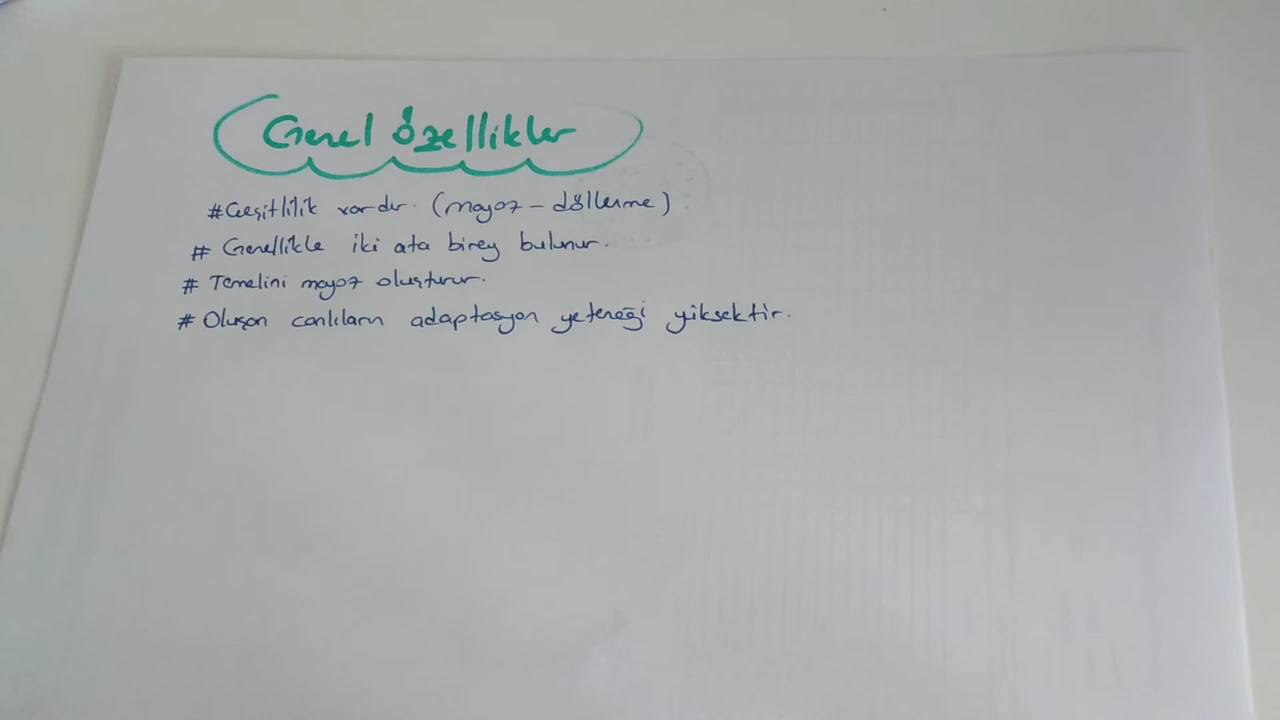 Genel özellikler
#Çeşitlilik vardır. (mayoz - döllenme)
# Genellikle iki ata birey bulunur.
# Temelini mayoz oluşturur.
# Oluşan canlıların adaptasyon yeteneği yüksektir.